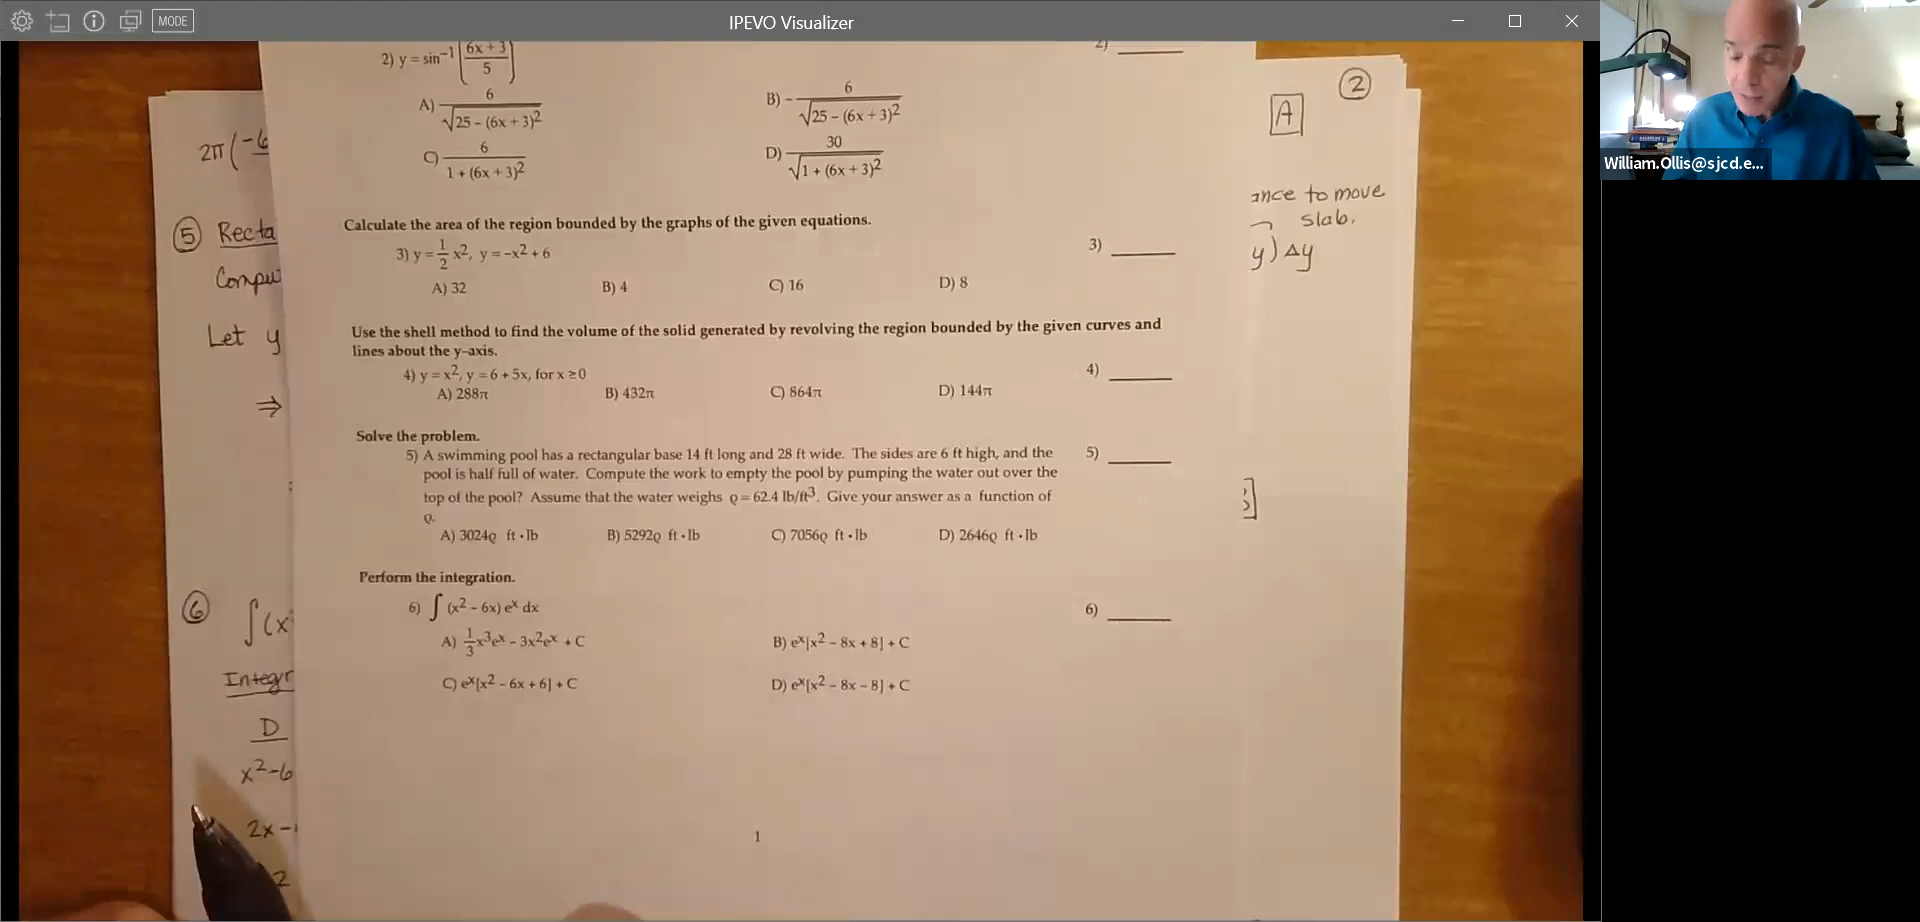 MODE
IPEVO Visualizer
2) y = sin⁻¹(6x + 3 / 5)
2)
A) 6 / √25 – (6x + 3)²
B) – 6 / √25 – (6x + 3)²
C) 6 / 1 + (6x + 3)²
D) 30 / √1 + (6x + 3)²
A
2
William.Ollis@sjcd.e...
2π(-6
to move
slab.
y) Δy
Calculate the area of the region bounded by the graphs of the given equations.
3) y = 1/2 x², y = –x² + 6
3)
A) 32
B) 4
C) 16
D) 8
5
Let y
⇒
Use the shell method to find the volume of the solid generated by revolving the region bounded by the given curves and
lines about the y-axis.
4) y = x², y = 6 + 5x, for x ≥ 0
4)
A) 288π
B) 432π
C) 864π
D) 144π
Solve the problem.
5) A swimming pool has a rectangular base 14 ft long and 28 ft wide. The sides are 6 ft high, and the
5)
pool is half full of water. Compute the work to empty the pool by pumping the water out over the
top of the pool? Assume that the water weighs ϱ = 62.4 lb/ft³. Give your answer as a function of
ϱ.
A) 3024ϱ ft · lb
B) 5292ϱ ft · lb
C) 7056ϱ ft · lb
D) 2646ϱ ft · lb
Perform the integration.
6) ∫ (x² – 6x) eˣ dx
6)
A) 1/3 x³eˣ – 3x²eˣ + C
B) eˣ[x² – 8x + 8] + C
C) eˣ[x² – 6x + 6] + C
D) eˣ[x² – 8x – 8] + C
6
∫(x
D
x²-6
2x -
2
1